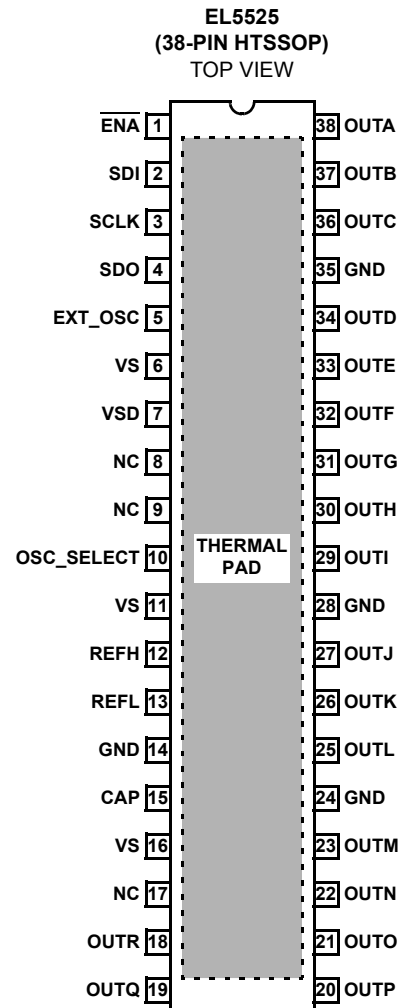 EL5525
(38-PIN HTSSOP)
TOP VIEW
ENA 1
38 OUTA
SDI 2
37 OUTB
SCLK 3
36 OUTC
SDO 4
35 GND
EXT_OSC 5
34 OUTD
VS 6
33 OUTE
VSD 7
32 OUTF
NC 8
31 OUTG
NC 9
30 OUTH
OSC_SELECT 10
THERMAL
PAD
29 OUTI
VS 11
28 GND
REFH 12
27 OUTJ
REFL 13
26 OUTK
GND 14
25 OUTL
CAP 15
24 GND
VS 16
23 OUTM
NC 17
22 OUTN
OUTR 18
21 OUTO
OUTQ 19
20 OUTP